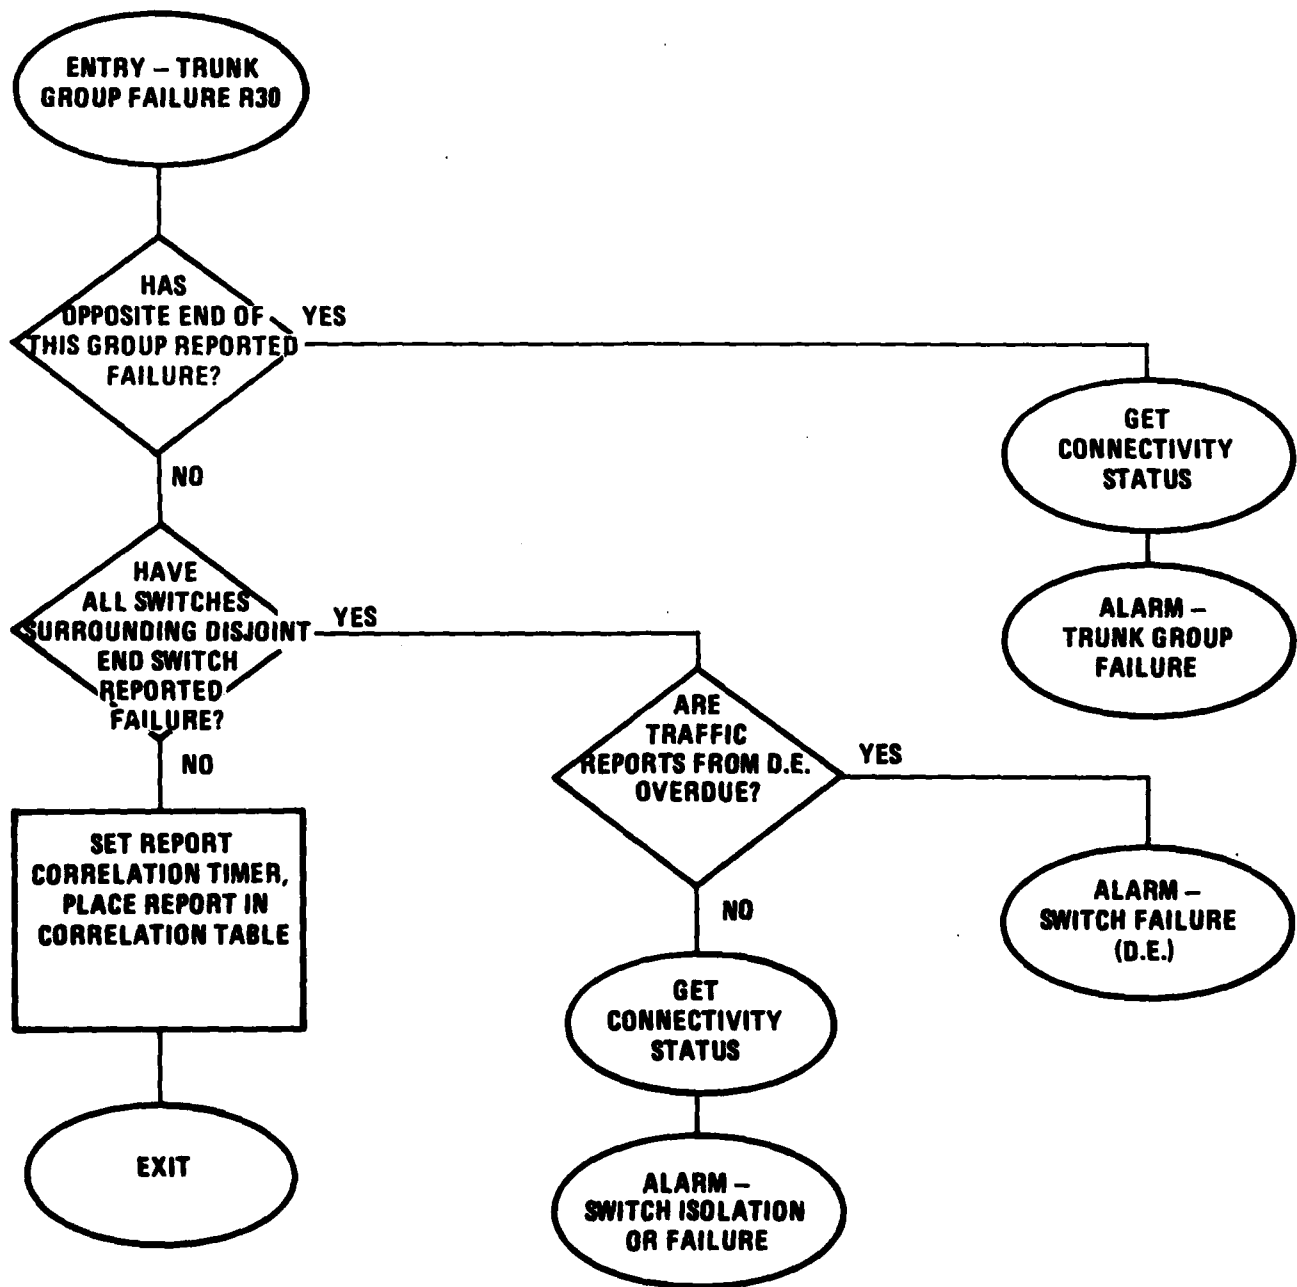 ENTRY – TRUNK
GROUP FAILURE R30
HAS
OPPOSITE END OF
THIS GROUP REPORTED
FAILURE?
YES
NO
GET
CONNECTIVITY
STATUS
ALARM –
TRUNK GROUP
FAILURE
HAVE
ALL SWITCHES
SURROUNDING DISJOINT
END SWITCH
REPORTED
FAILURE?
YES
NO
ARE
TRAFFIC
REPORTS FROM D.E.
OVERDUE?
YES
NO
ALARM –
SWITCH FAILURE
(D.E.)
SET REPORT
CORRELATION TIMER,
PLACE REPORT IN
CORRELATION TABLE
GET
CONNECTIVITY
STATUS
EXIT
ALARM –
SWITCH ISOLATION
OR FAILURE